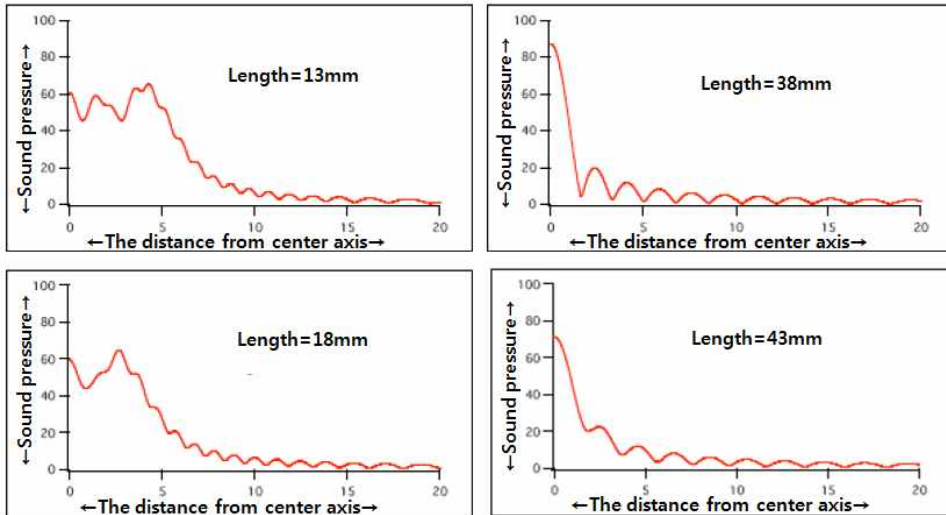 100
80
60
40
20
0
←Sound pressure→
Length=13mm
0 5 10 15 20
←The distance from center axis→
100
80
60
40
20
0
←Sound pressure→
Length=38mm
0 5 10 15 20
←The distance from center axis→
100
80
60
40
20
0
←Sound pressure→
Length=18mm
0 5 10 15 20
←The distance from center axis→
100
80
60
40
20
0
←Sound pressure→
Length=43mm
0 5 10 15 20
←The distance from center axis→